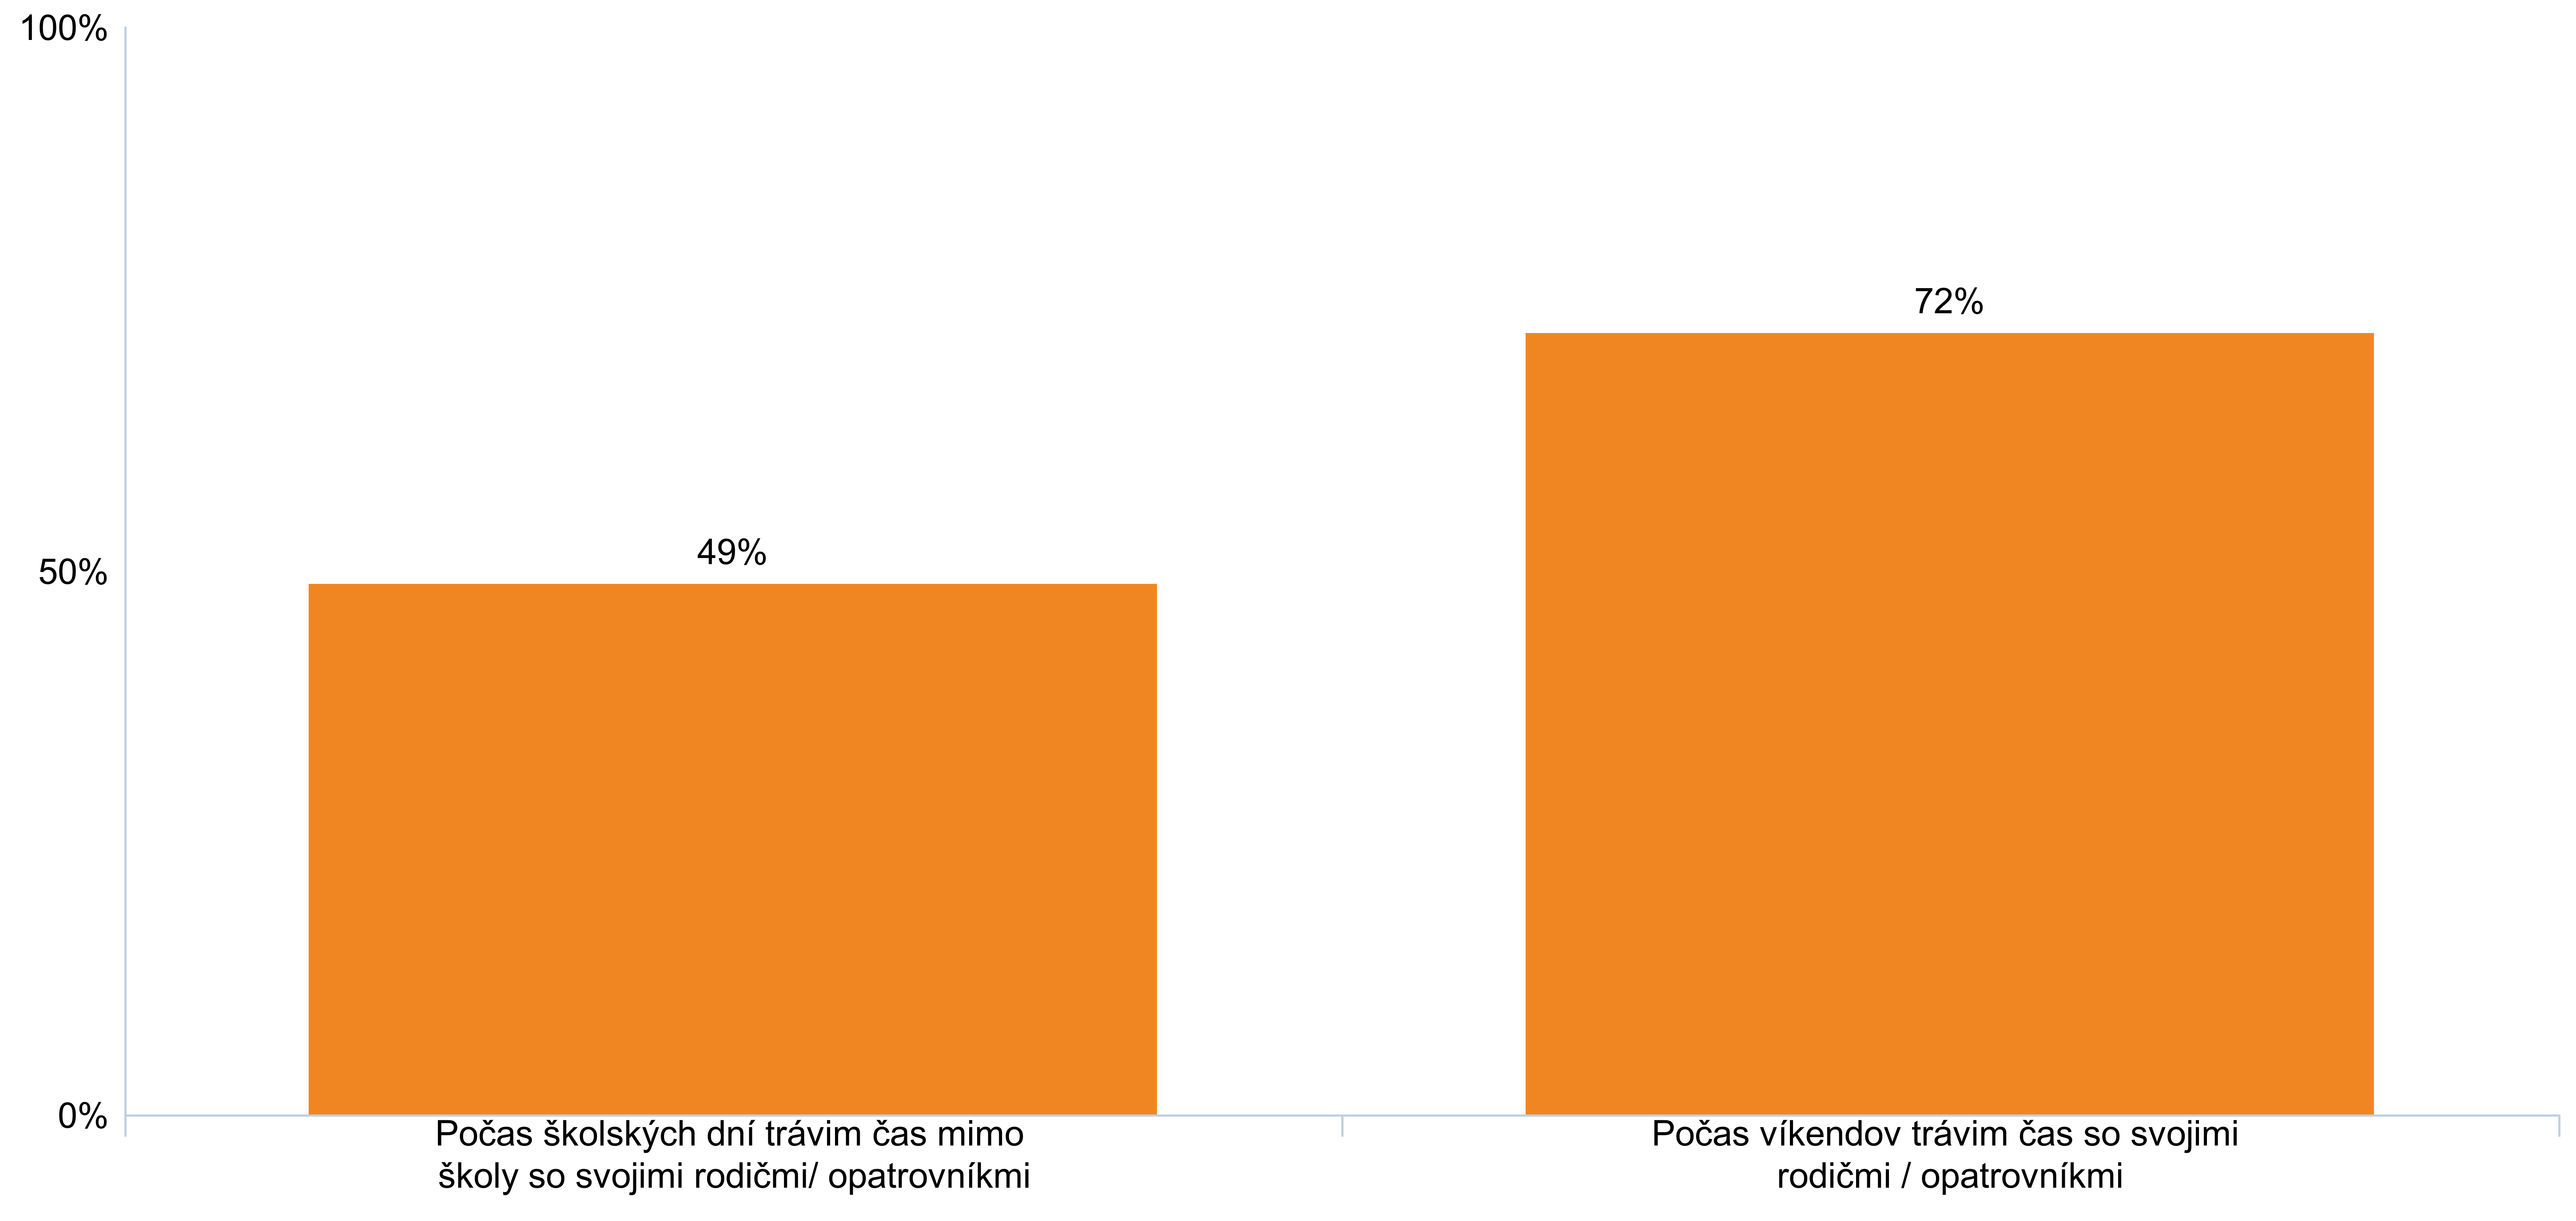 100%
72%
49%
50%
0%
Počas školských dní trávim čas mimo
školy so svojimi rodičmi/ opatrovníkmi
Počas víkendov trávim čas so svojimi
rodičmi / opatrovníkmi